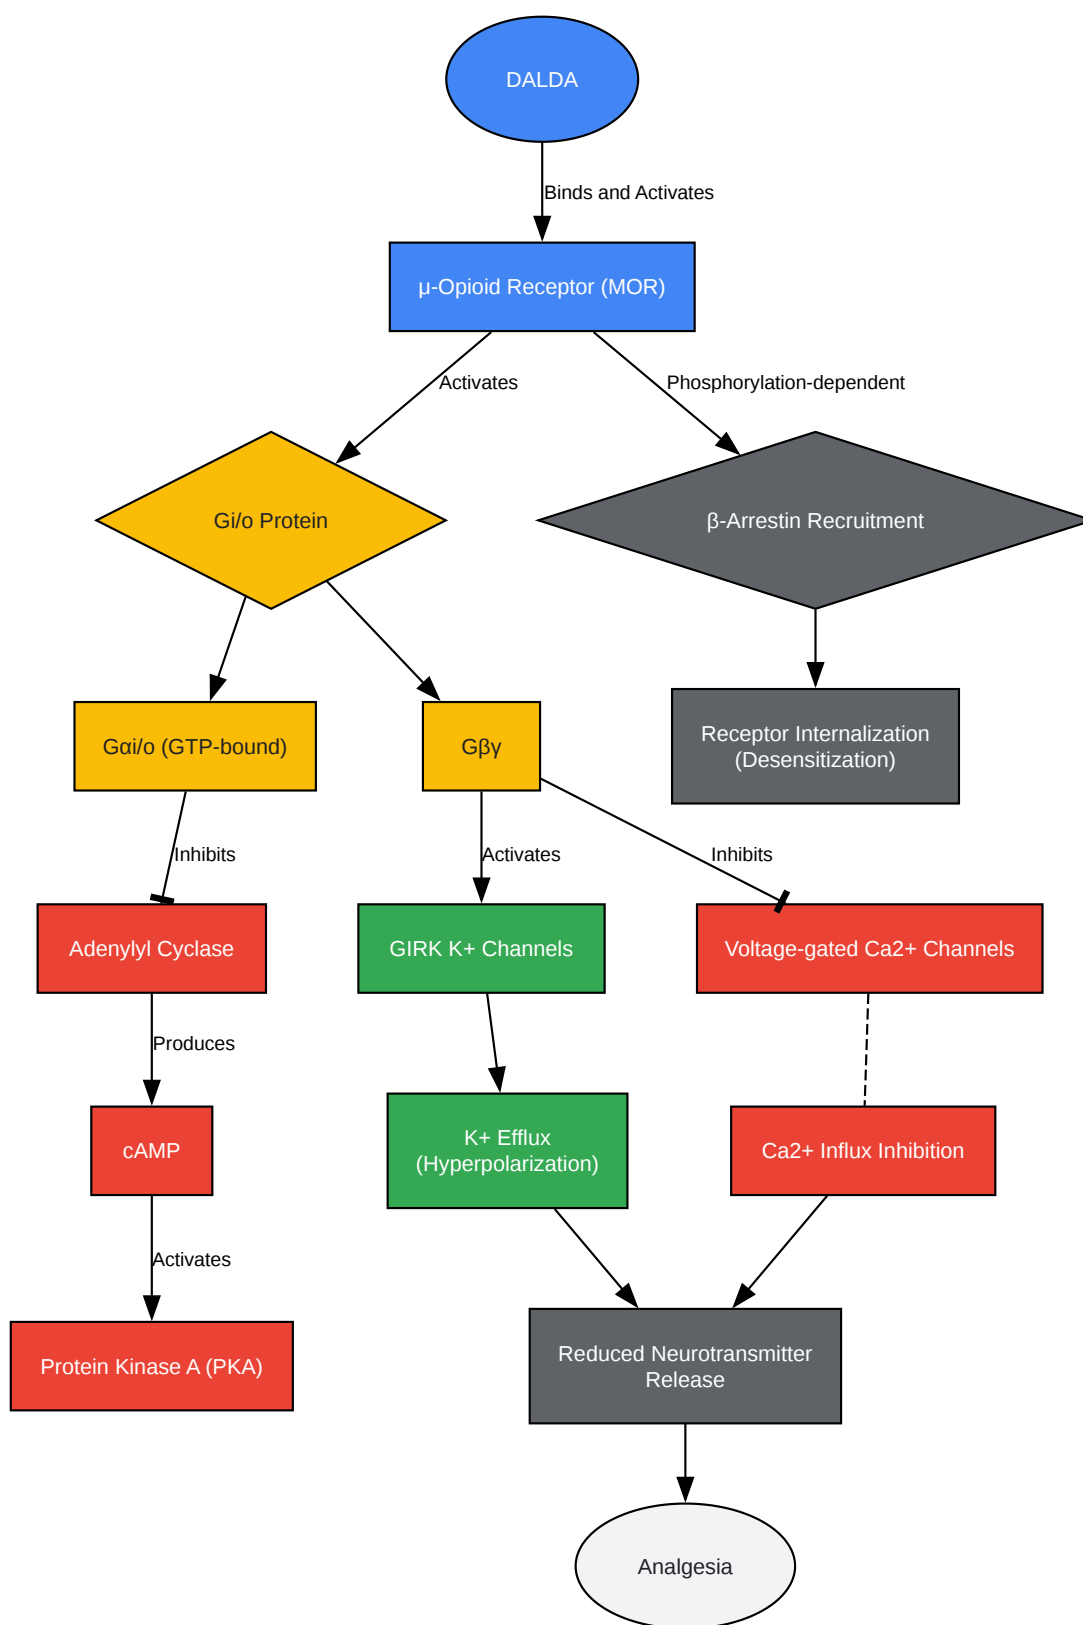 DALDA
Binds and Activates
μ-Opioid Receptor (MOR)
Activates
Phosphorylation-dependent
Gi/o Protein
β-Arrestin Recruitment
Gαi/o (GTP-bound)
Gβγ
Receptor Internalization
(Desensitization)
Inhibits
Activates
Inhibits
Adenylyl Cyclase
GIRK K+ Channels
Voltage-gated Ca2+ Channels
Produces
cAMP
K+ Efflux
(Hyperpolarization)
Ca2+ Influx Inhibition
Activates
Protein Kinase A (PKA)
Reduced Neurotransmitter
Release
Analgesia